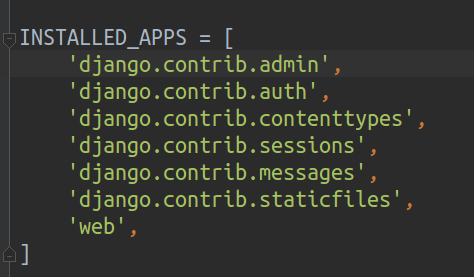 INSTALLED_APPS = [
    'django.contrib.admin',
    'django.contrib.auth',
    'django.contrib.contenttypes',
    'django.contrib.sessions',
    'django.contrib.messages',
    'django.contrib.staticfiles',
    'web',
]